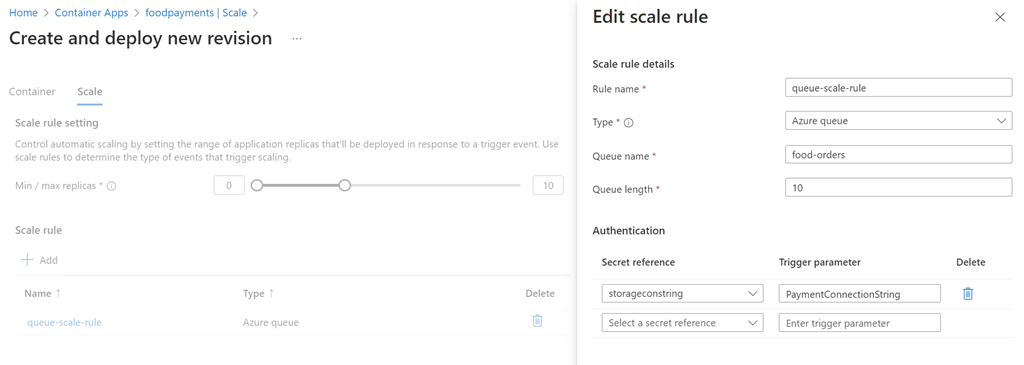 Home > Container Apps > foodpayments | Scale >
Create and deploy new revision ...
Container Scale
Scale rule setting
Control automatic scaling by setting the range of application replicas that'll be deployed in response to a trigger event. Use
scale rules to determine the type of events that trigger scaling.
Min / max replicas * 0 10
Scale rule
+ Add
Name ↑ Type ↑ Delete
queue-scale-rule Azure queue
Edit scale rule
Scale rule details
Rule name * queue-scale-rule
Type * Azure queue
Queue name * food-orders
Queue length * 10
Authentication
Secret reference Trigger parameter Delete
storageconstring PaymentConnectionString
Select a secret reference Enter trigger parameter